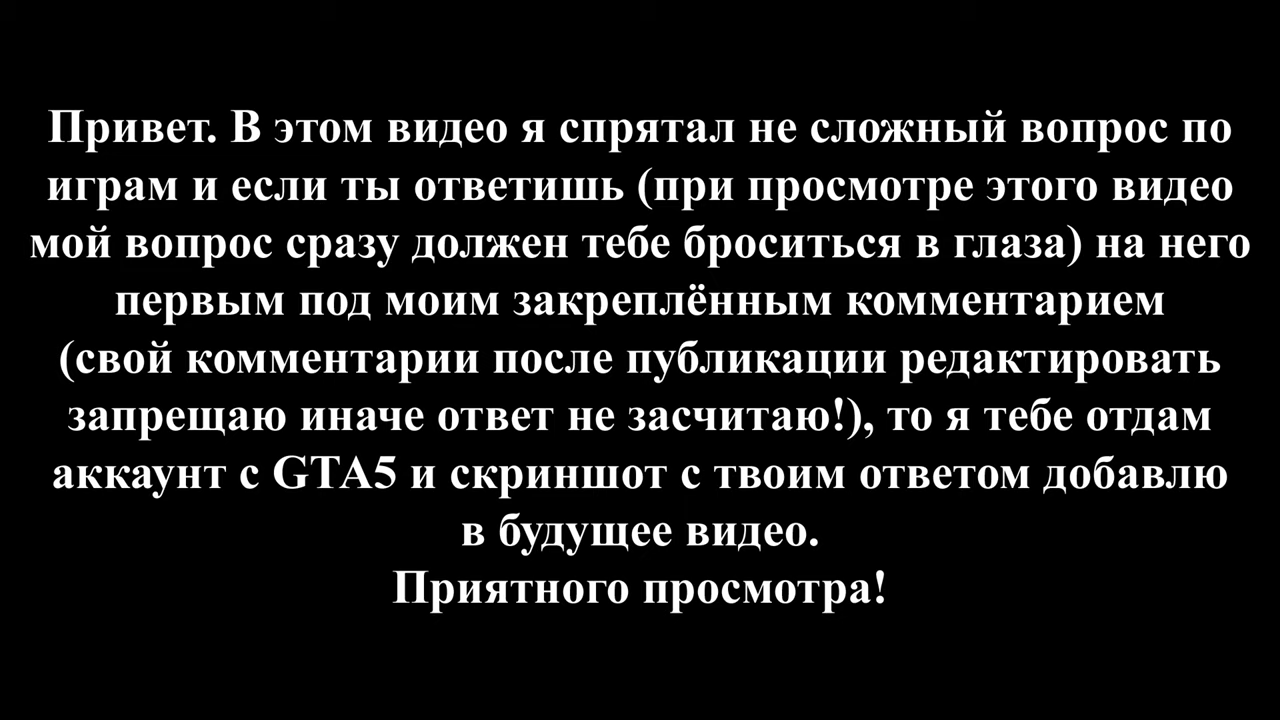 Привет. В этом видео я спрятал не сложный вопрос по
играм и если ты ответишь (при просмотре этого видео
мой вопрос сразу должен тебе броситься в глаза) на него
первым под моим закреплённым комментарием
(свой комментарии после публикации редактировать
запрещаю иначе ответ не засчитаю!), то я тебе отдам
аккаунт с GTA5 и скриншот с твоим ответом добавлю
в будущее видео.
Приятного просмотра!